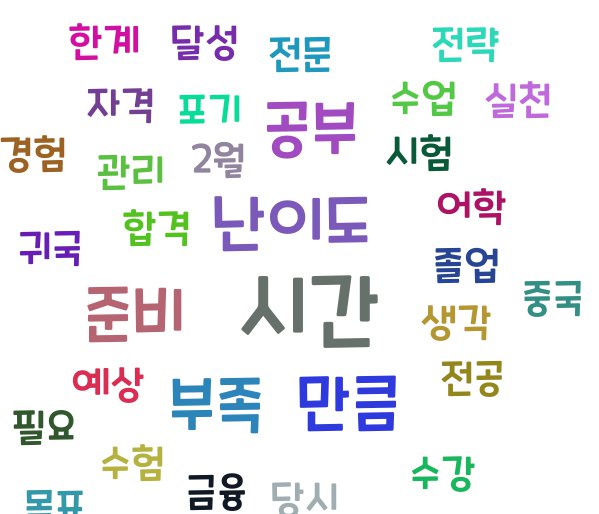 한계 달성 전문 전략
자격 포기 공부 수업 실천
경험 관리 2월 시험
합격 난이도 어학
귀국 졸업
준비 시간 생각 중국
예상 부족 만큼 전공
필요 수험 수강
목표 금융 당시